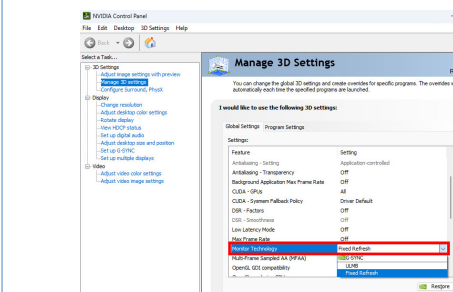 NVIDIA Control Panel
File Edit Desktop 3D Settings Help
Back
Select a Task...
3D Settings
Adjust image settings with preview
Manage 3D settings
Configure Surround, PhysX
Display
Change resolution
Adjust desktop color settings
Rotate display
View HDCP status
Set up digital audio
Adjust desktop size and position
Set up G-SYNC
Set up multiple displays
Video
Adjust video color settings
Adjust video image settings
Manage 3D Settings
You can change the global 3D settings and create overrides for specific programs. The overrides
automatically each time the specified programs are launched.
I would like to use the following 3D settings:
Global Settings Program Settings
Settings:
Feature Setting
Antialiasing - Setting Application-controlled
Antialiasing - Transparency Off
Background Application Max Frame Rate Off
CUDA - GPUs All
CUDA - Sysmem Fallback Policy Driver Default
DSR - Factors Off
DSR - Smoothness Off
Low Latency Mode Off
Max Frame Rate Off
Monitor Technology Fixed Refresh
Multi-Frame Sampled AA (MFAA) G-SYNC
ULMB
OpenGL GDI compatibility Fixed Refresh
Restore